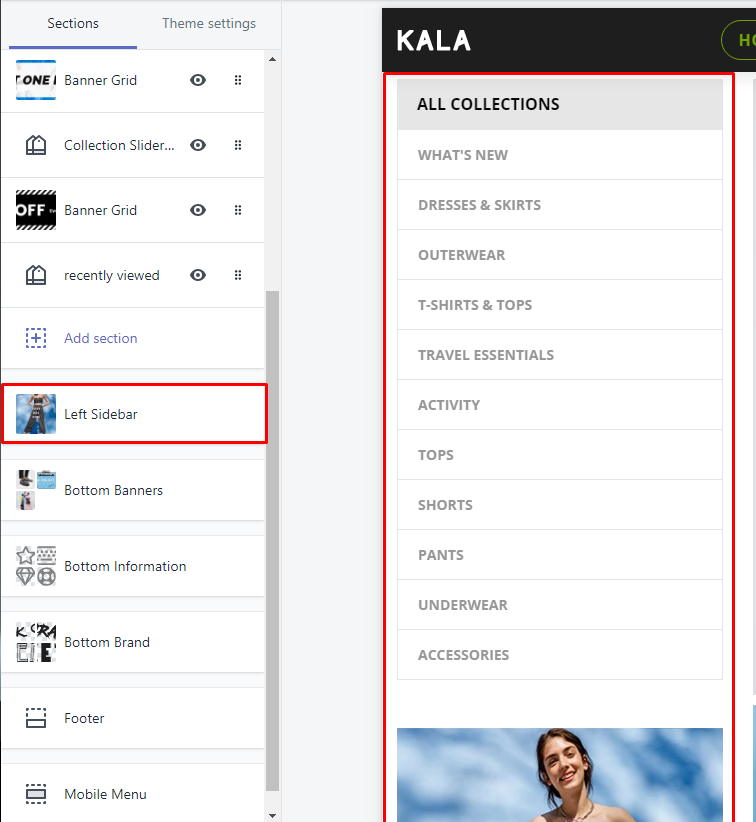 Sections
Theme settings
T ONE
Banner Grid
Collection Slider...
OFF
Banner Grid
recently viewed
Add section
Left Sidebar
Bottom Banners
Bottom Information
Bottom Brand
Footer
Mobile Menu
KALA
HO
ALL COLLECTIONS
WHAT'S NEW
DRESSES & SKIRTS
OUTERWEAR
T-SHIRTS & TOPS
TRAVEL ESSENTIALS
ACTIVITY
TOPS
SHORTS
PANTS
UNDERWEAR
ACCESSORIES